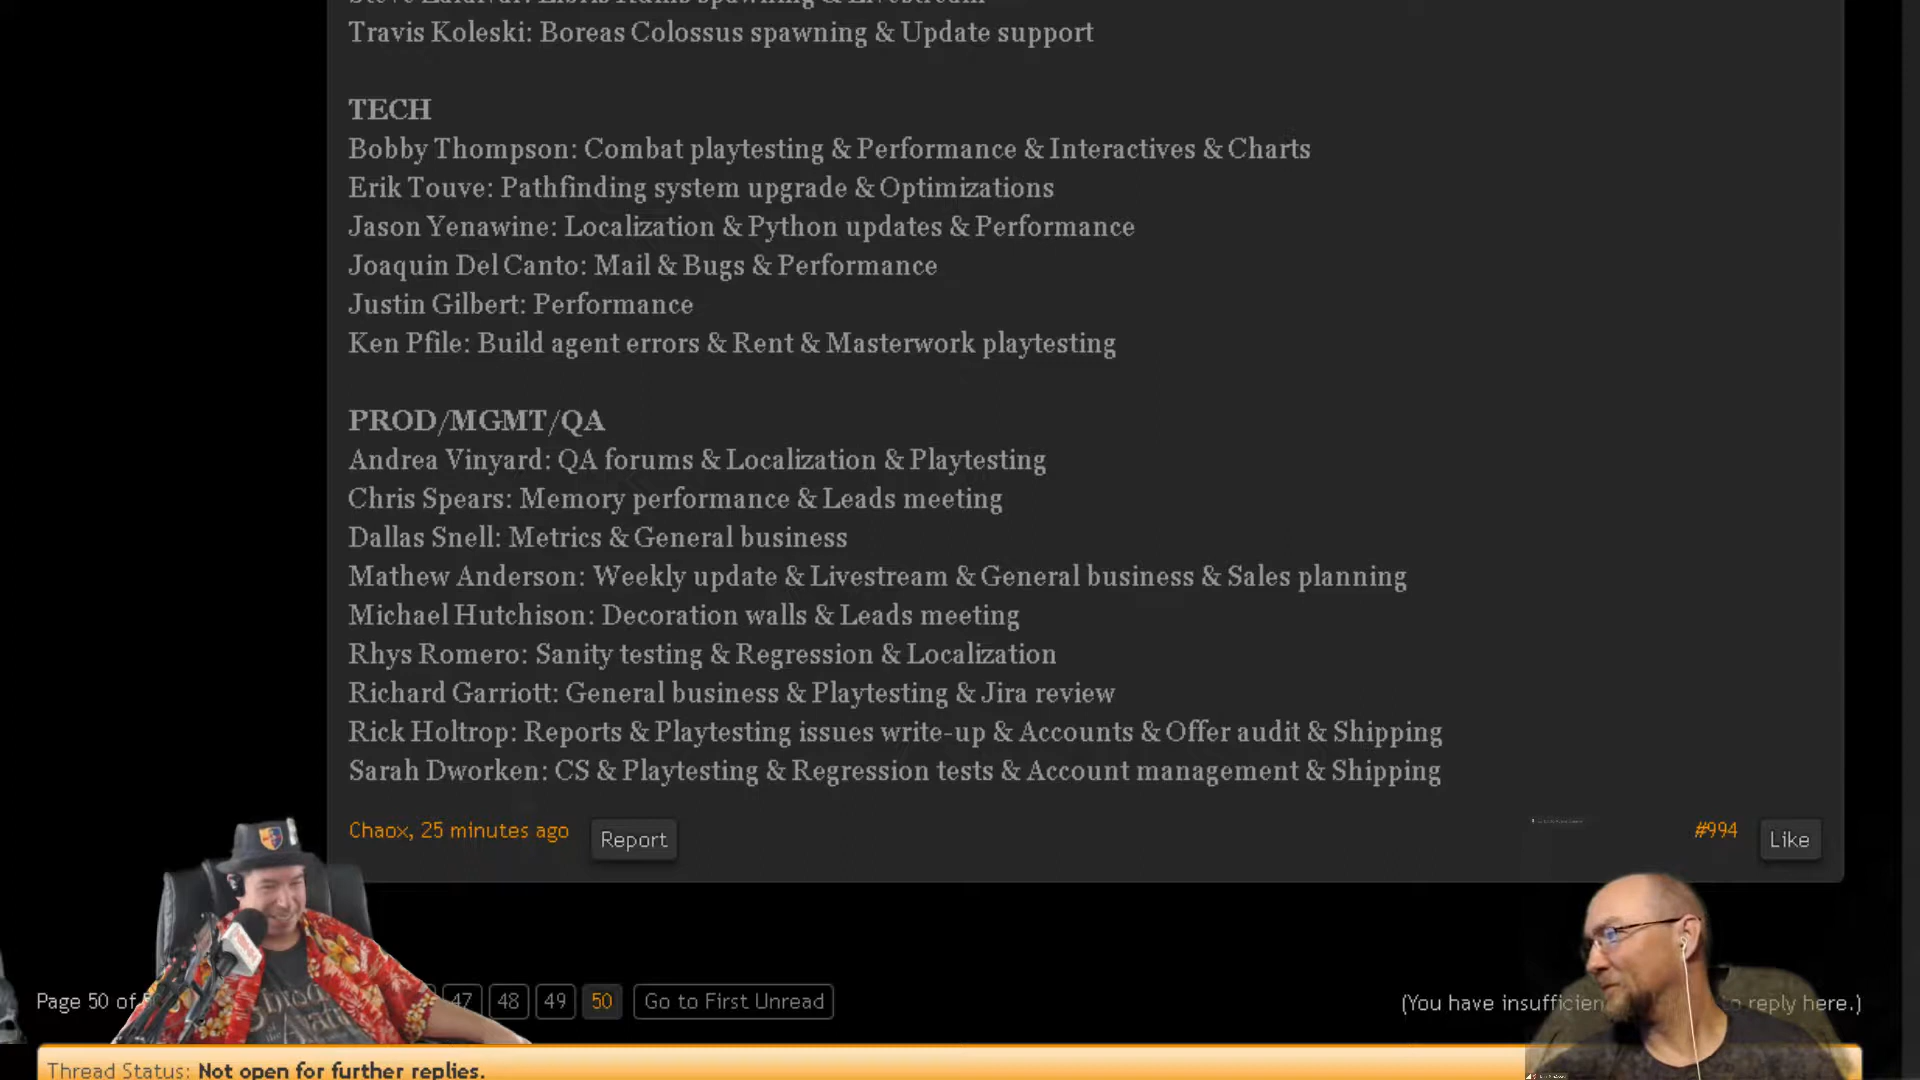 Travis Koleski: Boreas Colossus spawning & Update support
TECH
Bobby Thompson: Combat playtesting & Performance & Interactives & Charts
Erik Touve: Pathfinding system upgrade & Optimizations
Jason Yenawine: Localization & Python updates & Performance
Joaquin Del Canto: Mail & Bugs & Performance
Justin Gilbert: Performance
Ken Pfile: Build agent errors & Rent & Masterwork playtesting
PROD/MGMT/QA
Andrea Vinyard: QA forums & Localization & Playtesting
Chris Spears: Memory performance & Leads meeting
Dallas Snell: Metrics & General business
Mathew Anderson: Weekly update & Livestream & General business & Sales planning
Michael Hutchison: Decoration walls & Leads meeting
Rhys Romero: Sanity testing & Regression & Localization
Richard Garriott: General business & Playtesting & Jira review
Rick Holtrop: Reports & Playtesting issues write-up & Accounts & Offer audit & Shipping
Sarah Dworken: CS & Playtesting & Regression tests & Account management & Shipping
Chaox, 25 minutes ago Report #994 Like
Page 50 of 47 48 49 50 Go to First Unread (You have reply here.)
Thread Status: Not open for further replies.